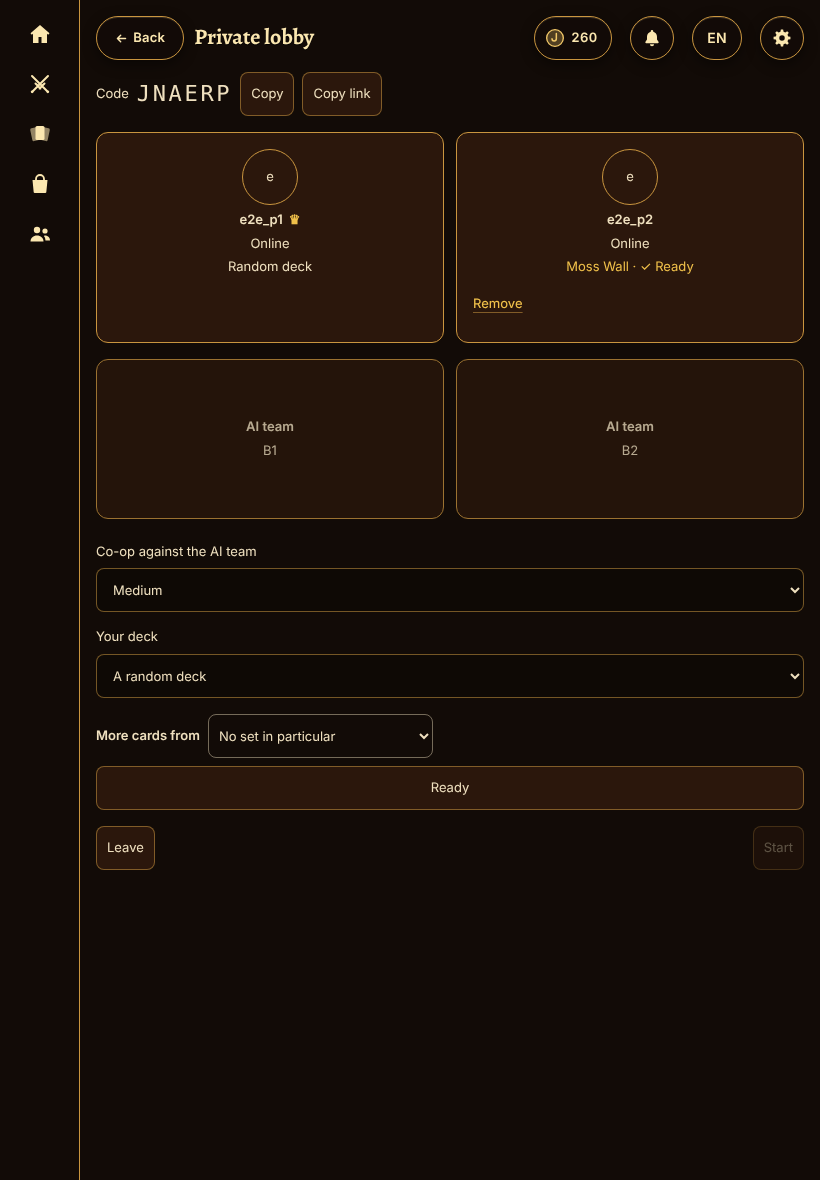 ← Back
Private lobby
J 260
EN
Code JNAERP Copy Copy link
e
e2e_p1 ♛
Online
Random deck
e
e2e_p2
Online
Moss Wall · ✓ Ready
Remove
AI team
B1
AI team
B2
Co-op against the AI team
Medium
Your deck
A random deck
More cards from No set in particular
Ready
Leave
Start